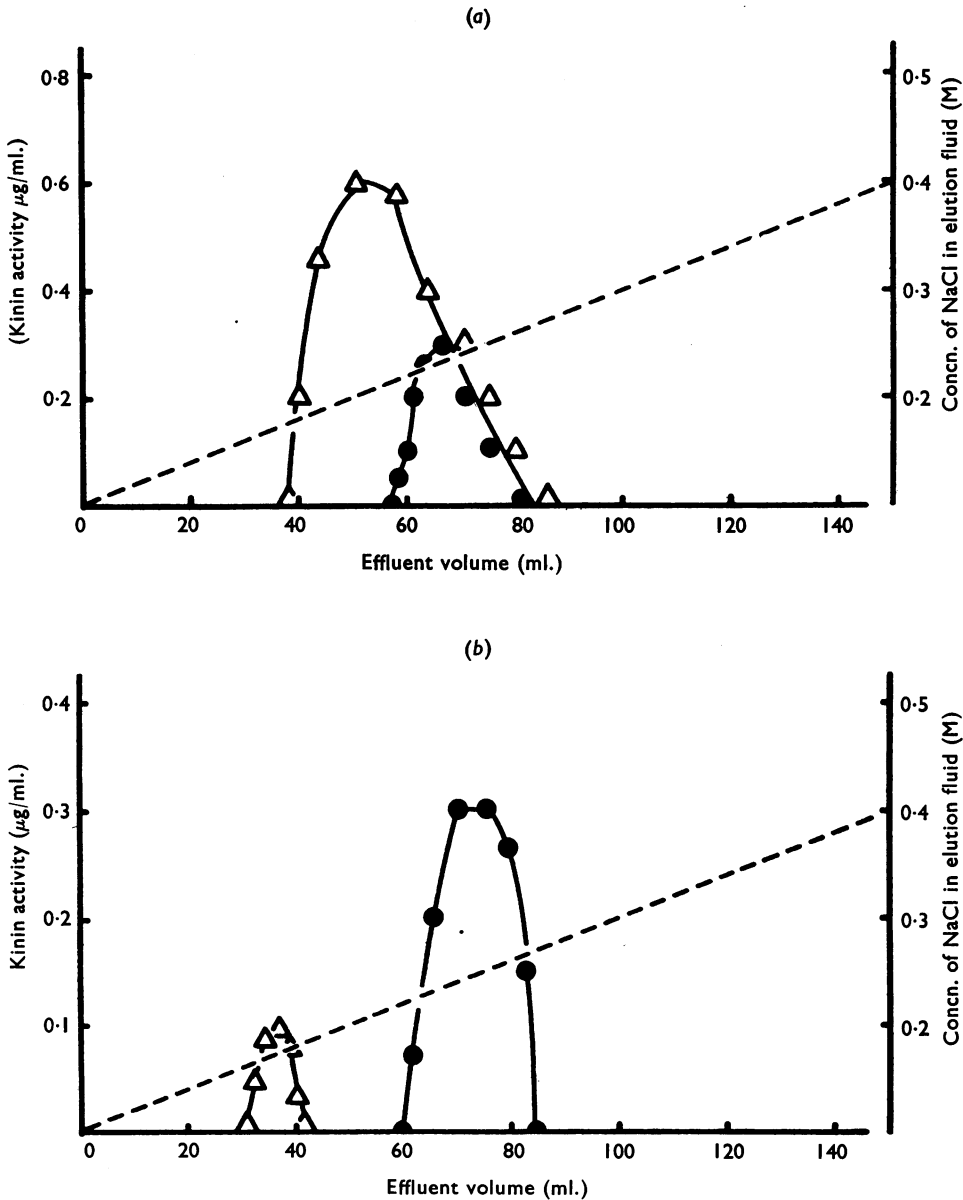 (a)
0·8
0·6
0·4
0·2
(Kinin activity μg/ml.)
0·5
0·4
0·3
0·2
Concn. of NaCl in elution fluid (M)
0 20 40 60 80 100 120 140
Effluent volume (ml.)
(b)
0·4
0·3
0·2
0·1
Kinin activity (μg/ml.)
0·5
0·4
0·3
0·2
Concn. of NaCl in elution fluid (M)
0 20 40 60 80 100 120 140
Effluent volume (ml.)